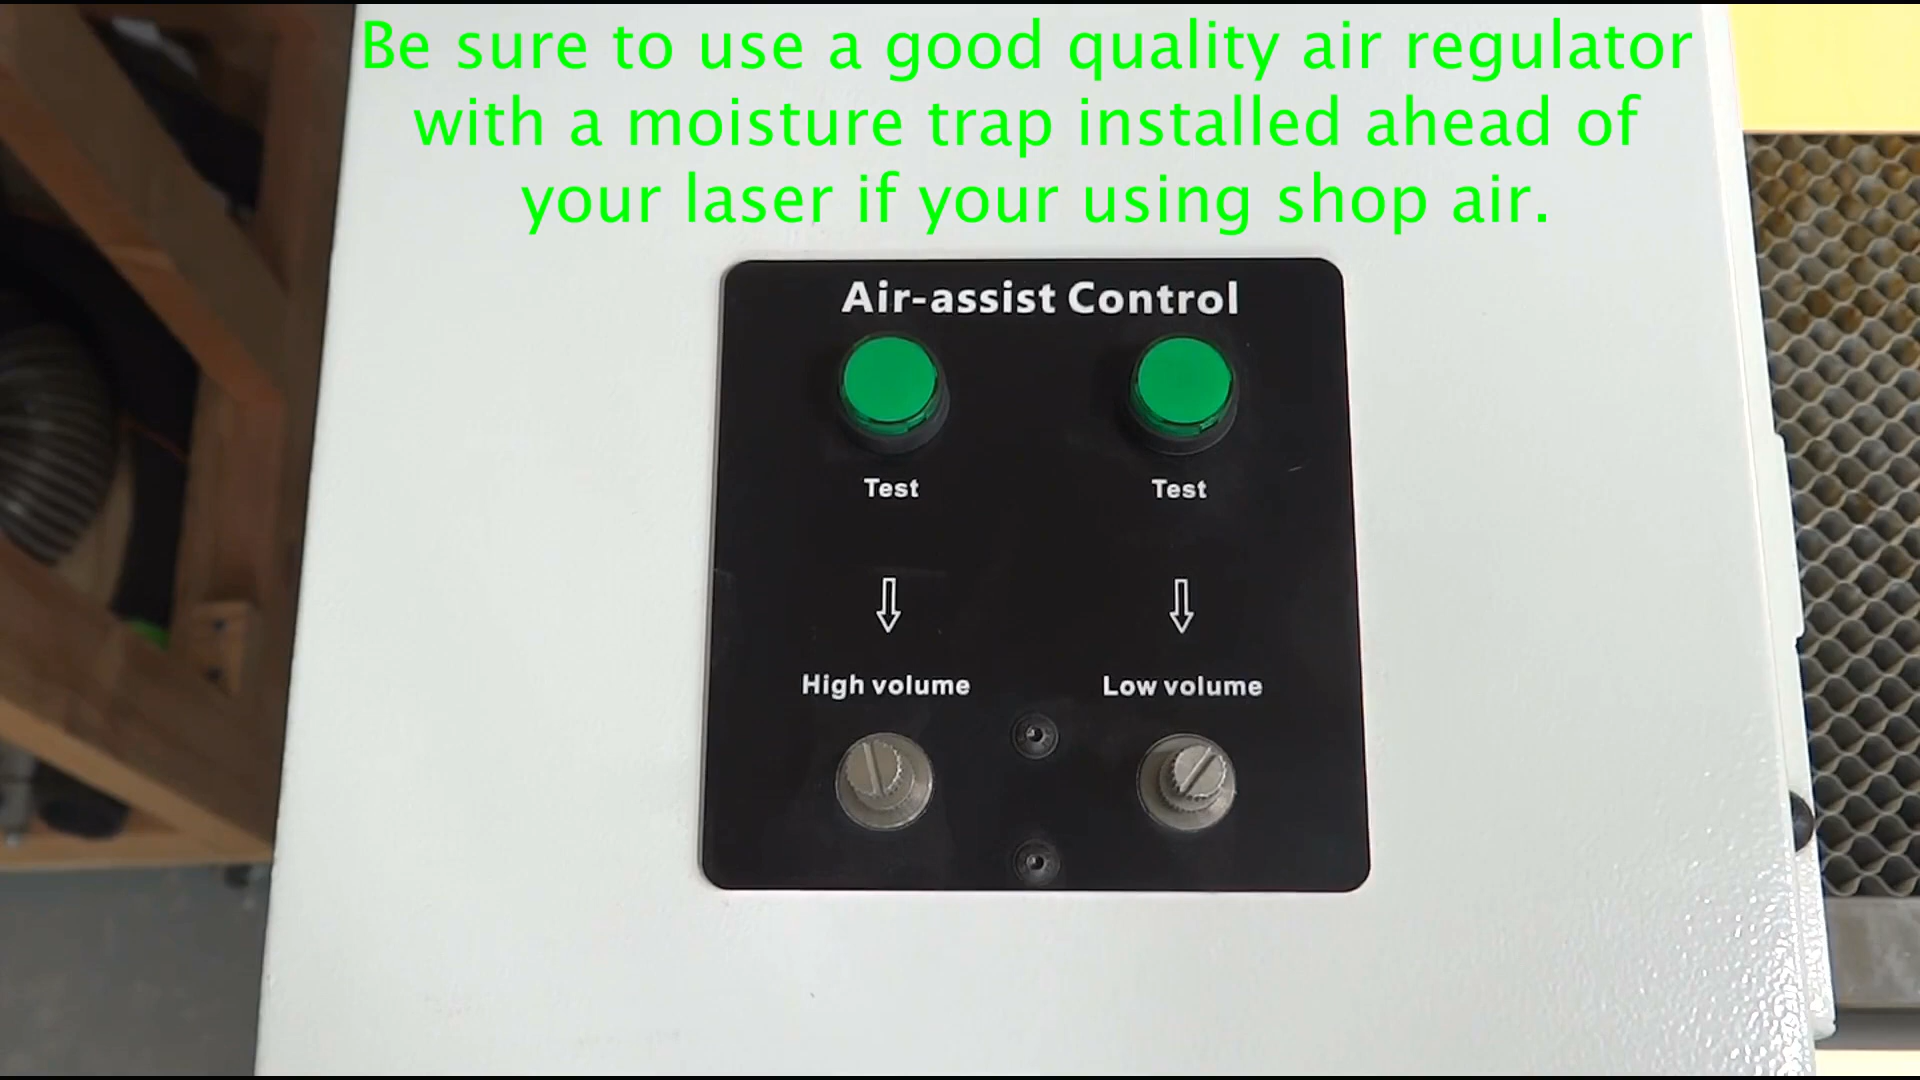 Be sure to use a good quality air regulator
with a moisture trap installed ahead of
your laser if your using shop air.
Air-assist Control
Test Test
High volume Low volume